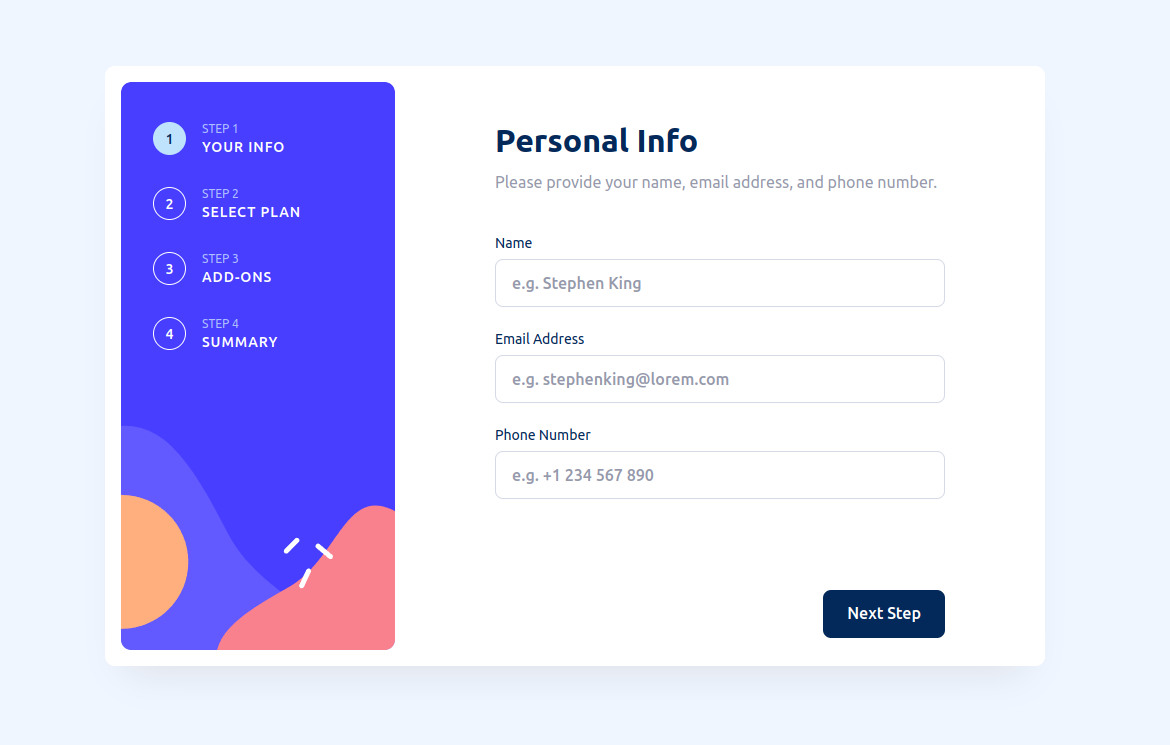 1
STEP 1
YOUR INFO
2
STEP 2
SELECT PLAN
3
STEP 3
ADD-ONS
4
STEP 4
SUMMARY
Personal Info
Please provide your name, email address, and phone number.
Name
e.g. Stephen King
Email Address
e.g. stephenking@lorem.com
Phone Number
e.g. +1 234 567 890
Next Step